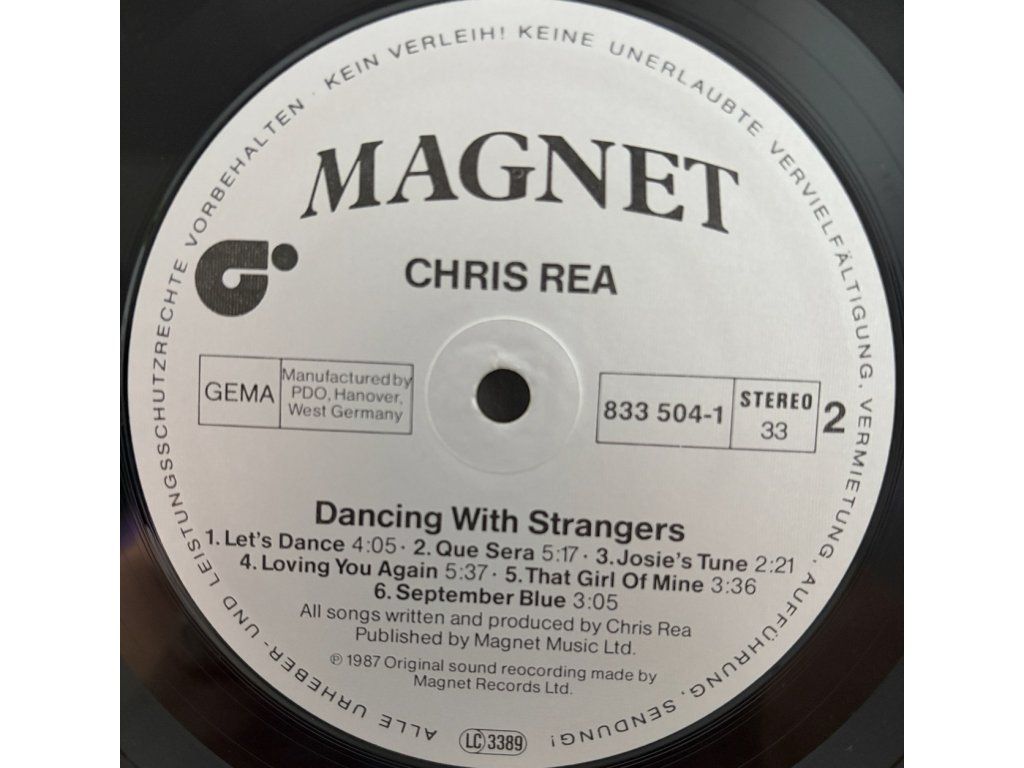 ALLE URHEBER- UND LEISTUNGSSCHUTZRECHTE VORBEHALTEN · KEIN VERLEIH! KEINE UNERLAUBTE VERVIELFÄLTIGUNG, VERMIETUNG, AUFFÜHRUNG, SENDUNG!
MAGNET
CHRIS REA
GEMA
Manufactured by
PDO, Hanover,
West Germany
833 504-1
STEREO
33
2
Dancing With Strangers
1. Let's Dance 4:05 · 2. Que Sera 5:17 · 3. Josie's Tune 2:21
4. Loving You Again 5:37 · 5. That Girl Of Mine 3:36
6. September Blue 3:05
All songs written and produced by Chris Rea
Published by Magnet Music Ltd.
℗ 1987 Original sound reocording made by
Magnet Records Ltd.
LC 3389